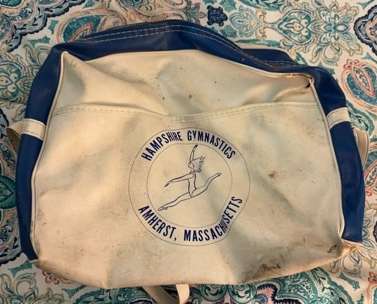 HAMPSHIRE GYMNASTICS
AMHERST, MASSACHUSETTS